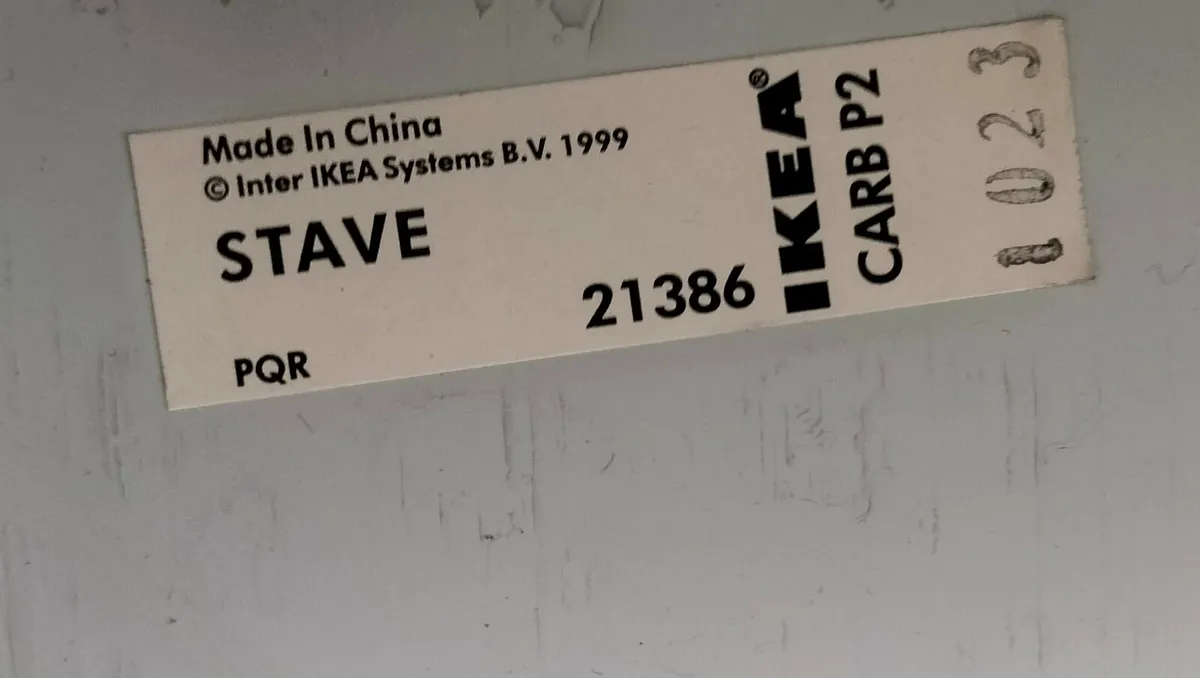 Made In China
© Inter IKEA Systems B.V. 1999
STAVE
21386
PQR
IKEA®
CARB P2
1023